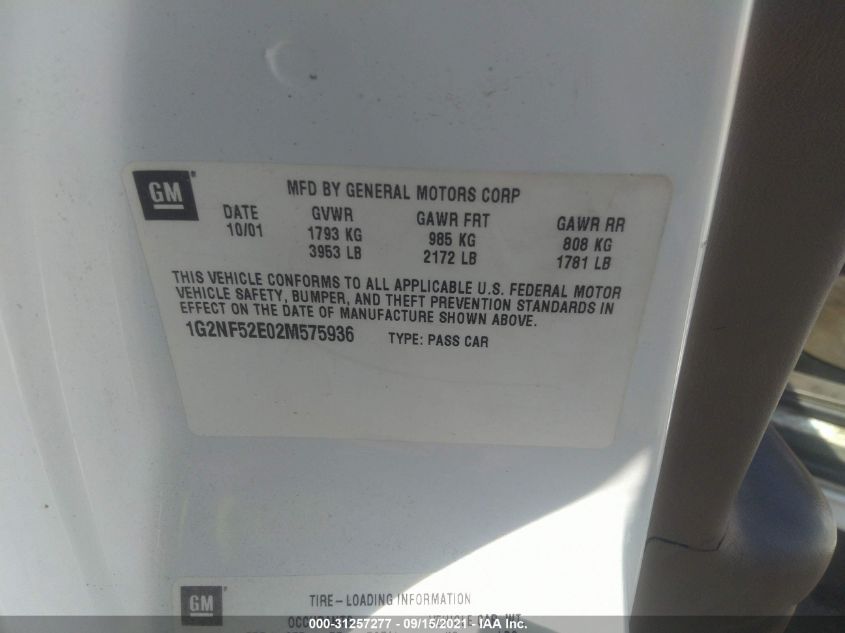 GM
MFD BY GENERAL MOTORS CORP
DATE GVWR GAWR FRT GAWR RR
10/01 1793 KG 985 KG 808 KG
3953 LB 2172 LB 1781 LB
THIS VEHICLE CONFORMS TO ALL APPLICABLE U.S. FEDERAL MOTOR
VEHICLE SAFETY, BUMPER, AND THEFT PREVENTION STANDARDS IN
EFFECT ON THE DATE OF MANUFACTURE SHOWN ABOVE.
1G2NF52E02M575936 TYPE: PASS CAR
GM
TIRE-LOADING INFORMATION
000-31257277 - 09/15/2021 - IAA Inc.